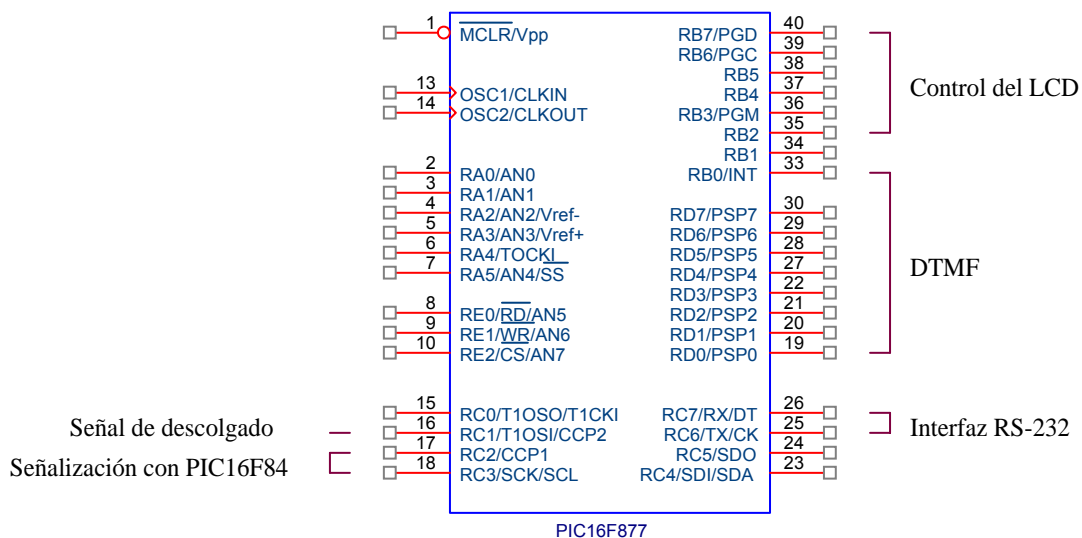 1 MCLR/Vpp
13 OSC1/CLKIN
14 OSC2/CLKOUT
2 RA0/AN0
3 RA1/AN1
4 RA2/AN2/Vref-
5 RA3/AN3/Vref+
6 RA4/TOCKI
7 RA5/AN4/SS
8 RE0/RD/AN5
9 RE1/WR/AN6
10 RE2/CS/AN7
15 RC0/T1OSO/T1CKI
Señal de descolgado 16 RC1/T1OSI/CCP2
17 RC2/CCP1
Señalización con PIC16F84
18 RC3/SCK/SCL
RB7/PGD 40
RB6/PGC 39
RB5 38
RB4 37
Control del LCD
RB3/PGM 36
RB2 35
RB1 34
RB0/INT 33
RD7/PSP7 30
RD6/PSP6 29
RD5/PSP5 28
RD4/PSP4 27
DTMF
RD3/PSP3 22
RD2/PSP2 21
RD1/PSP1 20
RD0/PSP0 19
RC7/RX/DT 26
RC6/TX/CK 25
Interfaz RS-232
RC5/SDO 24
RC4/SDI/SDA 23
PIC16F877